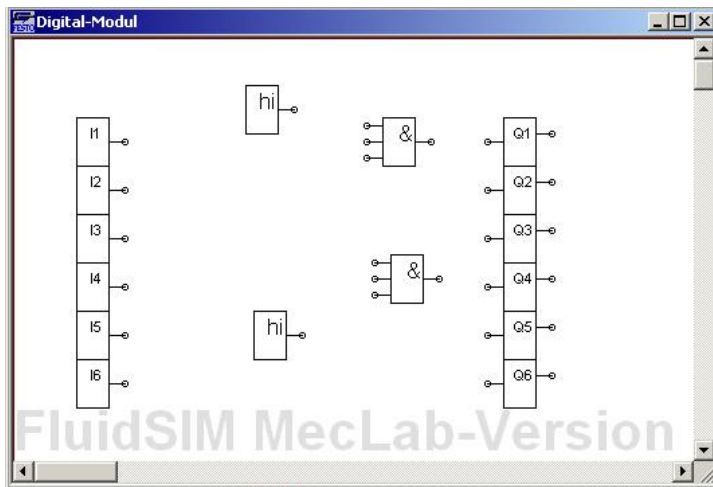 FESTO Digital-Modul
hi
I1
&
Q1
I2
Q2
I3
Q3
I4
&
Q4
hi
I5
Q5
I6
Q6
FluidSIM MecLab-Version